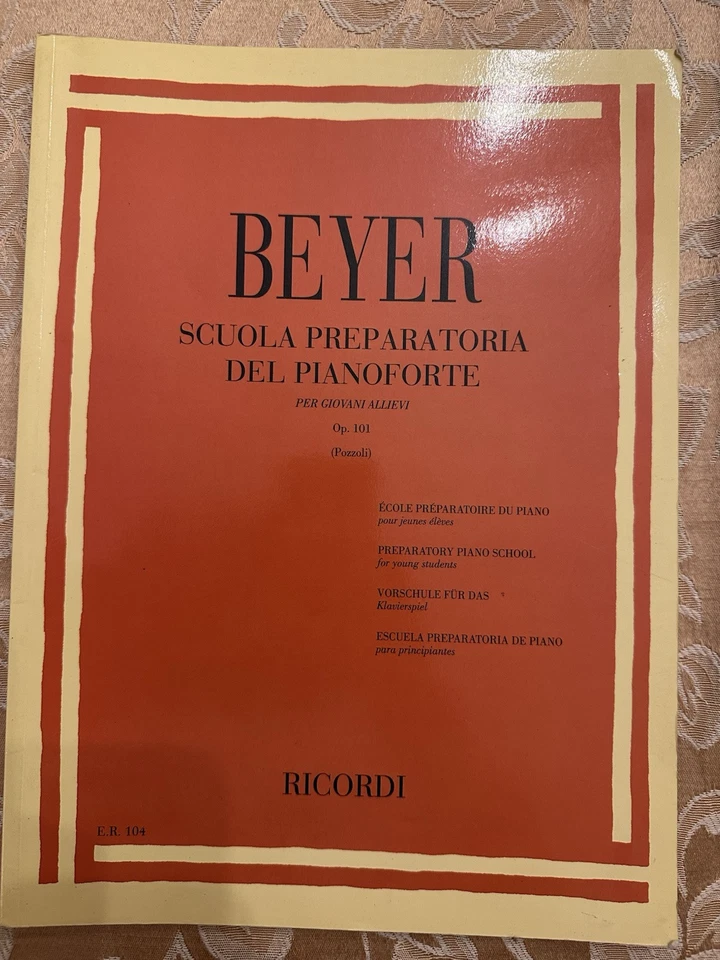 BEYER
SCUOLA PREPARATORIA
DEL PIANOFORTE
PER GIOVANI ALLIEVI
Op. 101
(Pozzoli)
ÉCOLE PRÉPARATOIRE DU PIANO
pour jeunes élèves
PREPARATORY PIANO SCHOOL
for young students
VORSCHULE FÜR DAS
Klavierspiel
ESCUELA PREPARATORIA DE PIANO
para principiantes
RICORDI
E.R. 104